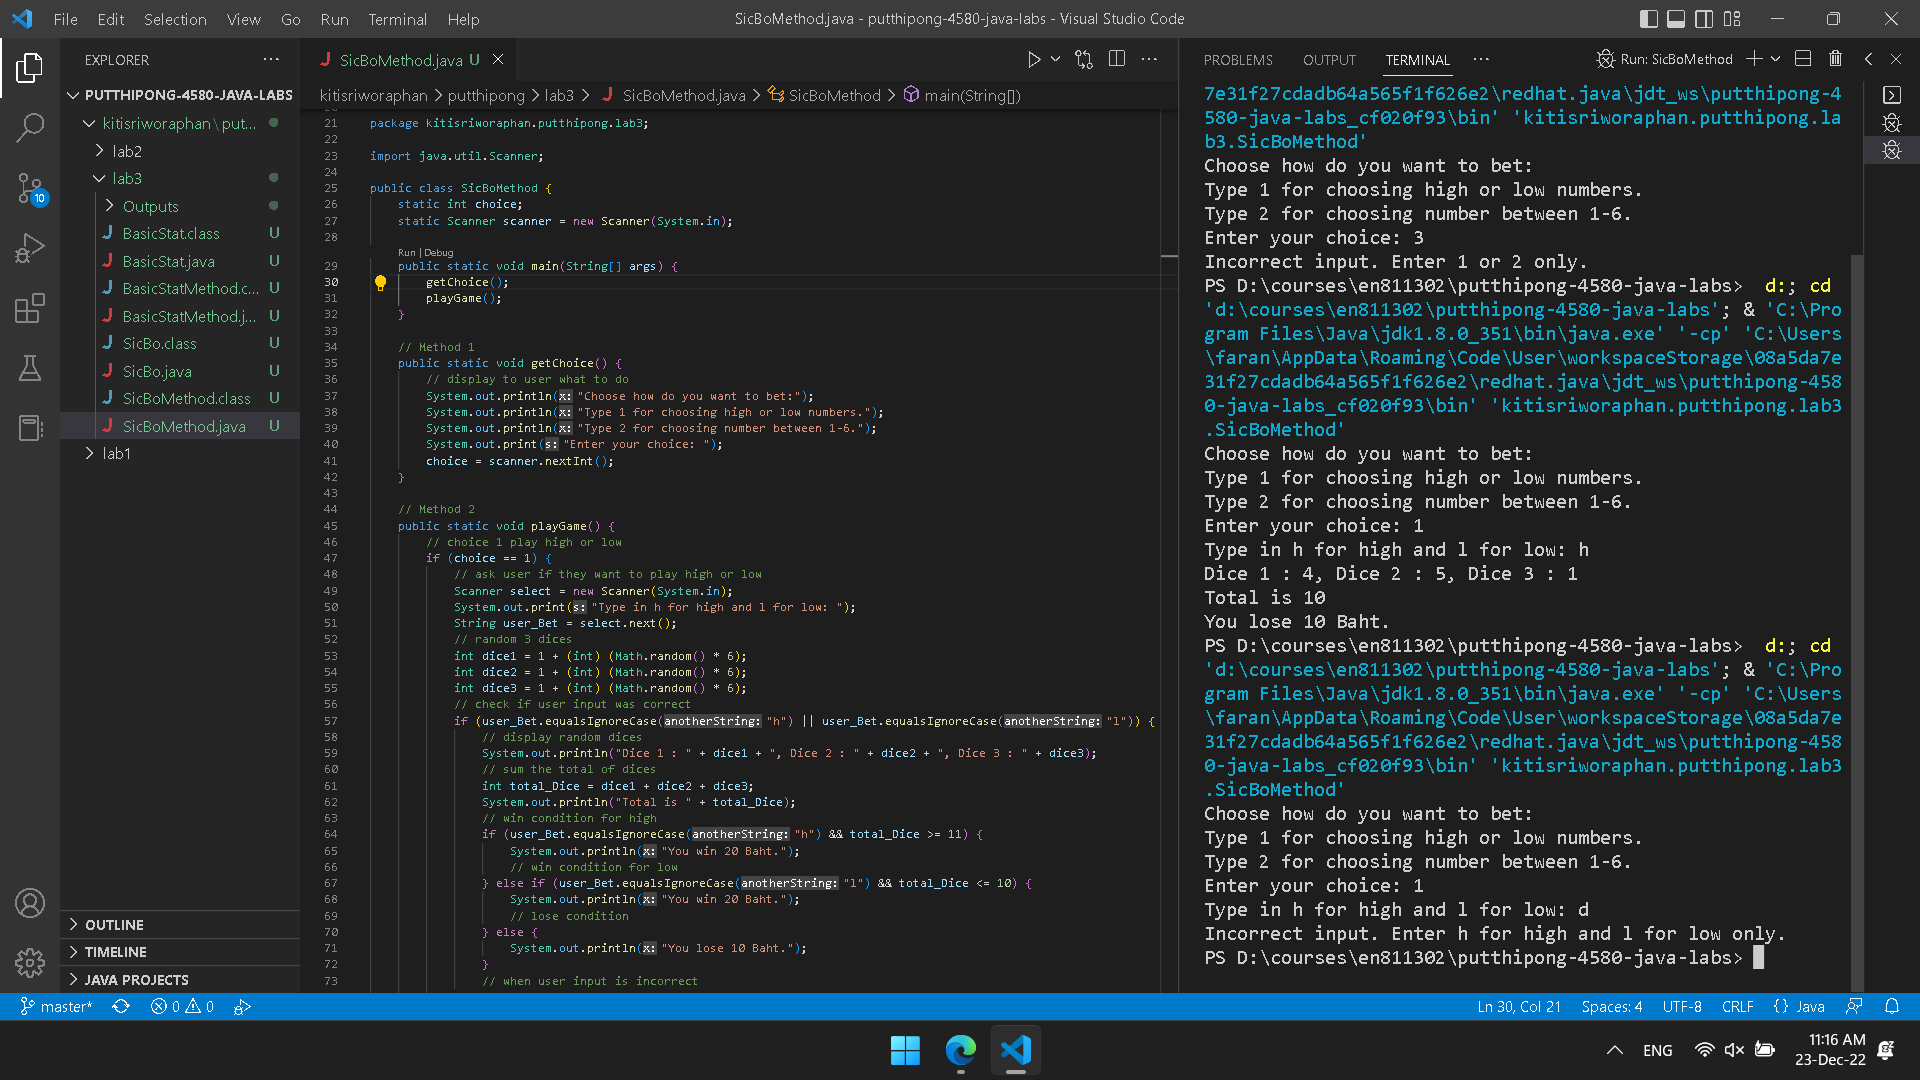 File Edit Selection View Go Run Terminal Help
SicBoMethod.java - putthipong-4580-java-labs - Visual Studio Code
EXPLORER
PUTTHIPONG-4580-JAVA-LABS
kitisriworaphan\put...
lab2
lab3
Outputs
BasicStat.class U
BasicStat.java U
BasicStatMethod.c... U
BasicStatMethod.j... U
SicBo.class U
SicBo.java U
SicBoMethod.class U
SicBoMethod.java U
lab1
OUTLINE
TIMELINE
JAVA PROJECTS
10
SicBoMethod.java U
kitisriworaphan > putthipong > lab3 > SicBoMethod.java > SicBoMethod > main(String[])
21 package kitisriworaphan.putthipong.lab3;
22
23 import java.util.Scanner;
24
25 public class SicBoMethod {
26 static int choice;
27 static Scanner scanner = new Scanner(System.in);
28
Run | Debug
29 public static void main(String[] args) {
30 getChoice();
31 playGame();
32 }
33
34 // Method 1
35 public static void getChoice() {
36 // display to user what to do
37 System.out.println(x: "Choose how do you want to bet:");
38 System.out.println(x: "Type 1 for choosing high or low numbers.");
39 System.out.println(x: "Type 2 for choosing number between 1-6.");
40 System.out.print(s: "Enter your choice: ");
41 choice = scanner.nextInt();
42 }
43
44 // Method 2
45 public static void playGame() {
46 // choice 1 play high or low
47 if (choice == 1) {
48 // ask user if they want to play high or low
49 Scanner select = new Scanner(System.in);
50 System.out.print(s: "Type in h for high and l for low: ");
51 String user_Bet = select.next();
52 // random 3 dices
53 int dice1 = 1 + (int) (Math.random() * 6);
54 int dice2 = 1 + (int) (Math.random() * 6);
55 int dice3 = 1 + (int) (Math.random() * 6);
56 // check if user input was correct
57 if (user_Bet.equalsIgnoreCase(anotherString: "h") || user_Bet.equalsIgnoreCase(anotherString: "l")) {
58 // display random dices
59 System.out.println("Dice 1 : " + dice1 + ", Dice 2 : " + dice2 + ", Dice 3 : " + dice3);
60 // sum the total of dices
61 int total_Dice = dice1 + dice2 + dice3;
62 System.out.println("Total is " + total_Dice);
63 // win condition for high
64 if (user_Bet.equalsIgnoreCase(anotherString: "h") && total_Dice >= 11) {
65 System.out.println(x: "You win 20 Baht.");
66 // win condition for low
67 } else if (user_Bet.equalsIgnoreCase(anotherString: "l") && total_Dice <= 10) {
68 System.out.println(x: "You win 20 Baht.");
69 // lose condition
70 } else {
71 System.out.println(x: "You lose 10 Baht.");
72 }
73 // when user input is incorrect
PROBLEMS OUTPUT TERMINAL ... Run: SicBoMethod
7e31f27cdadb64a565f1f626e2\redhat.java\jdt_ws\putthipong-4
580-java-labs_cf020f93\bin' 'kitisriworaphan.putthipong.la
b3.SicBoMethod'
Choose how do you want to bet:
Type 1 for choosing high or low numbers.
Type 2 for choosing number between 1-6.
Enter your choice: 3
Incorrect input. Enter 1 or 2 only.
PS D:\courses\en811302\putthipong-4580-java-labs> d:; cd
'd:\courses\en811302\putthipong-4580-java-labs'; & 'C:\Pro
gram Files\Java\jdk1.8.0_351\bin\java.exe' '-cp' 'C:\Users
\faran\AppData\Roaming\Code\User\workspaceStorage\08a5da7e
31f27cdadb64a565f1f626e2\redhat.java\jdt_ws\putthipong-458
0-java-labs_cf020f93\bin' 'kitisriworaphan.putthipong.lab3
.SicBoMethod'
Choose how do you want to bet:
Type 1 for choosing high or low numbers.
Type 2 for choosing number between 1-6.
Enter your choice: 1
Type in h for high and l for low: h
Dice 1 : 4, Dice 2 : 5, Dice 3 : 1
Total is 10
You lose 10 Baht.
PS D:\courses\en811302\putthipong-4580-java-labs> d:; cd
'd:\courses\en811302\putthipong-4580-java-labs'; & 'C:\Pro
gram Files\Java\jdk1.8.0_351\bin\java.exe' '-cp' 'C:\Users
\faran\AppData\Roaming\Code\User\workspaceStorage\08a5da7e
31f27cdadb64a565f1f626e2\redhat.java\jdt_ws\putthipong-458
0-java-labs_cf020f93\bin' 'kitisriworaphan.putthipong.lab3
.SicBoMethod'
Choose how do you want to bet:
Type 1 for choosing high or low numbers.
Type 2 for choosing number between 1-6.
Enter your choice: 1
Type in h for high and l for low: d
Incorrect input. Enter h for high and l for low only.
PS D:\courses\en811302\putthipong-4580-java-labs>
master* 0 0
Ln 30, Col 21 Spaces: 4 UTF-8 CRLF {} Java
ENG
11:16 AM
23-Dec-22